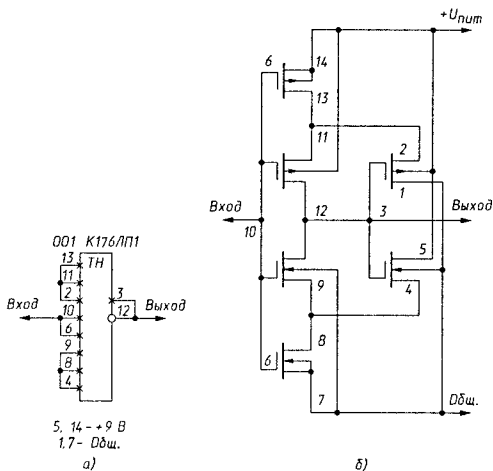 +Uпит
6
14
13
11
2
1
Вход
10
12
3
Выход
5
4
9
8
6
7
Общ.
DD1 К176ЛП1
13
11
2
10
6
9
8
4
ТН
3
12
Вход
Выход
5, 14 - +9 В
1,7 - Общ.
а)
б)